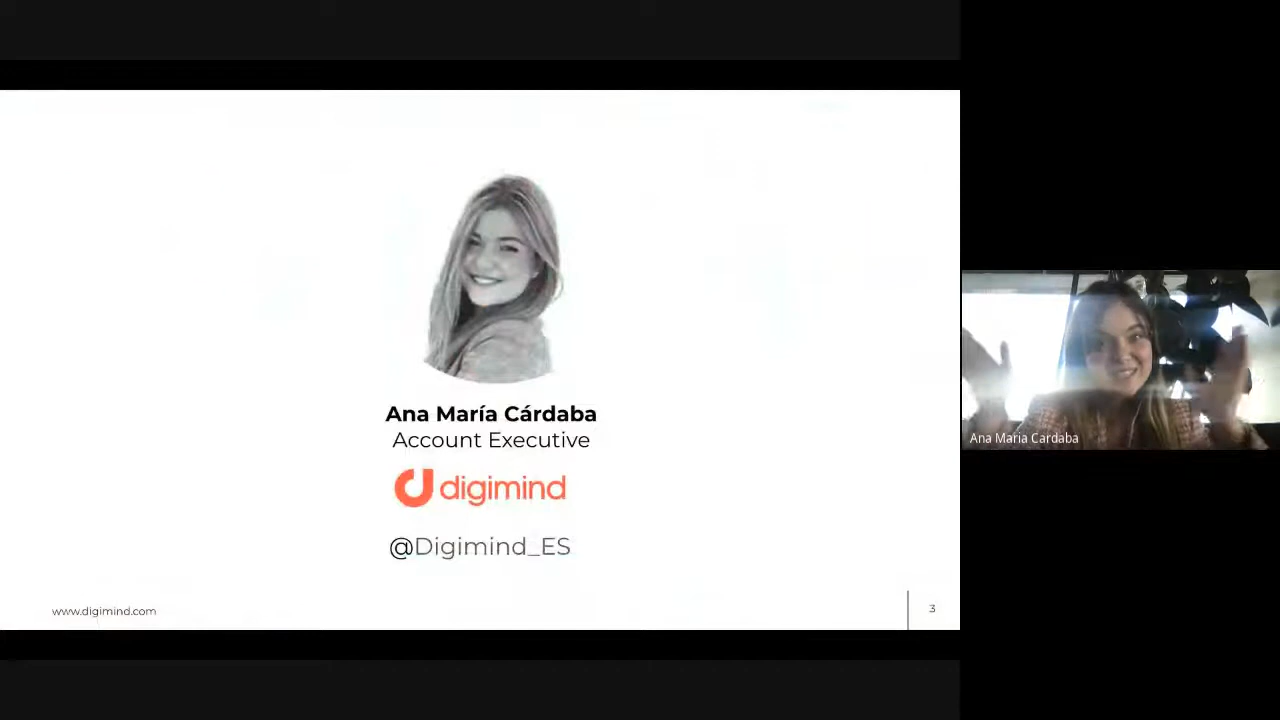 Ana María Cárdaba
Account Executive
digimind
@Digimind_ES
www.digimind.com
3
Ana Maria Cardaba